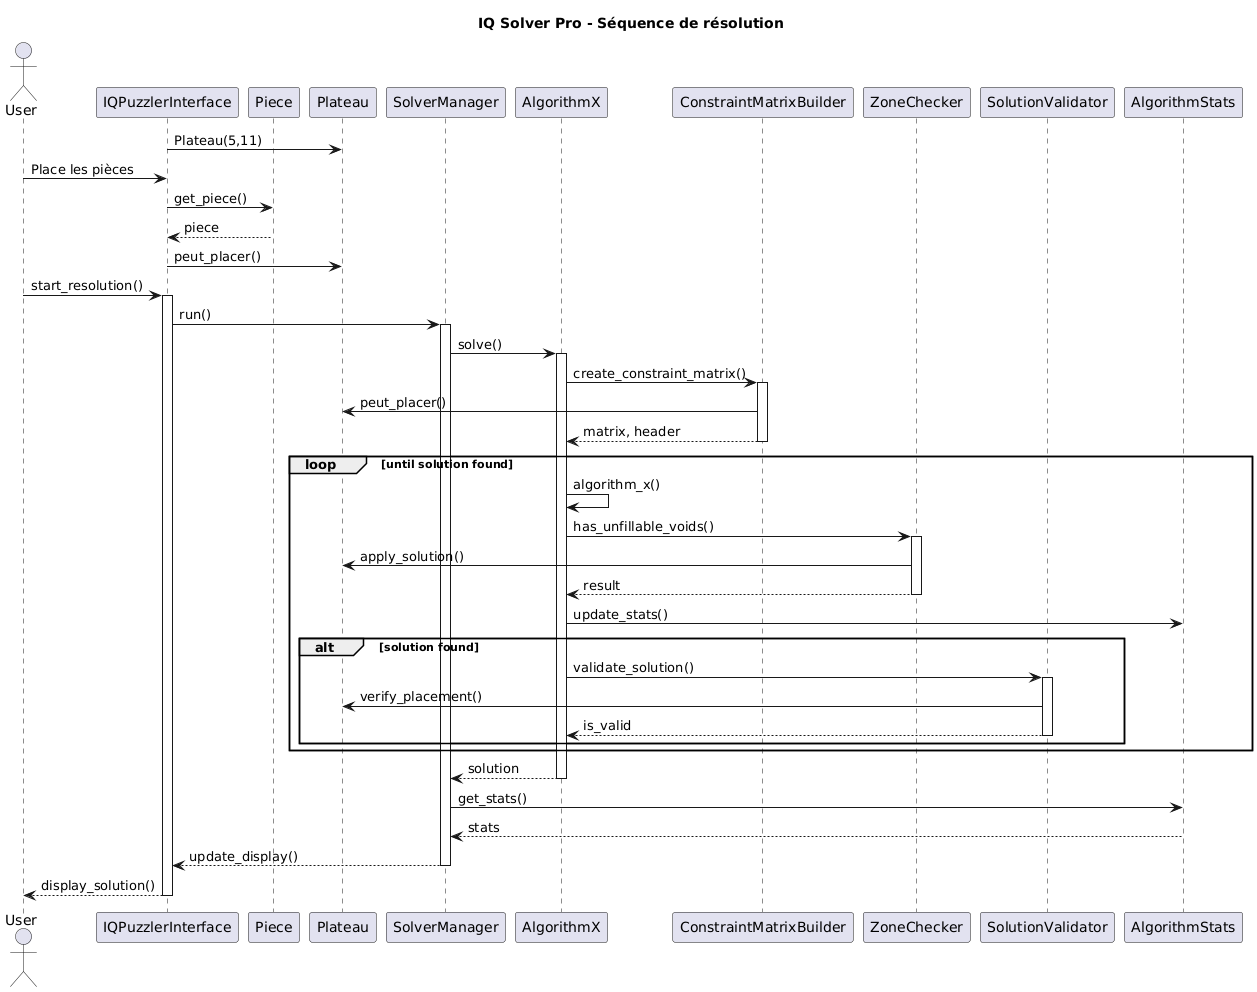 IQ Solver Pro - Séquence de résolution
User
IQPuzzlerInterface
Piece
Plateau
SolverManager
AlgorithmX
ConstraintMatrixBuilder
ZoneChecker
SolutionValidator
AlgorithmStats
Plateau(5,11)
Place les pièces
get_piece()
piece
peut_placer()
start_resolution()
run()
solve()
create_constraint_matrix()
peut_placer()
matrix, header
loop [until solution found]
algorithm_x()
has_unfillable_voids()
apply_solution()
result
update_stats()
alt [solution found]
validate_solution()
verify_placement()
is_valid
solution
get_stats()
stats
update_display()
display_solution()
User
IQPuzzlerInterface
Piece
Plateau
SolverManager
AlgorithmX
ConstraintMatrixBuilder
ZoneChecker
SolutionValidator
AlgorithmStats